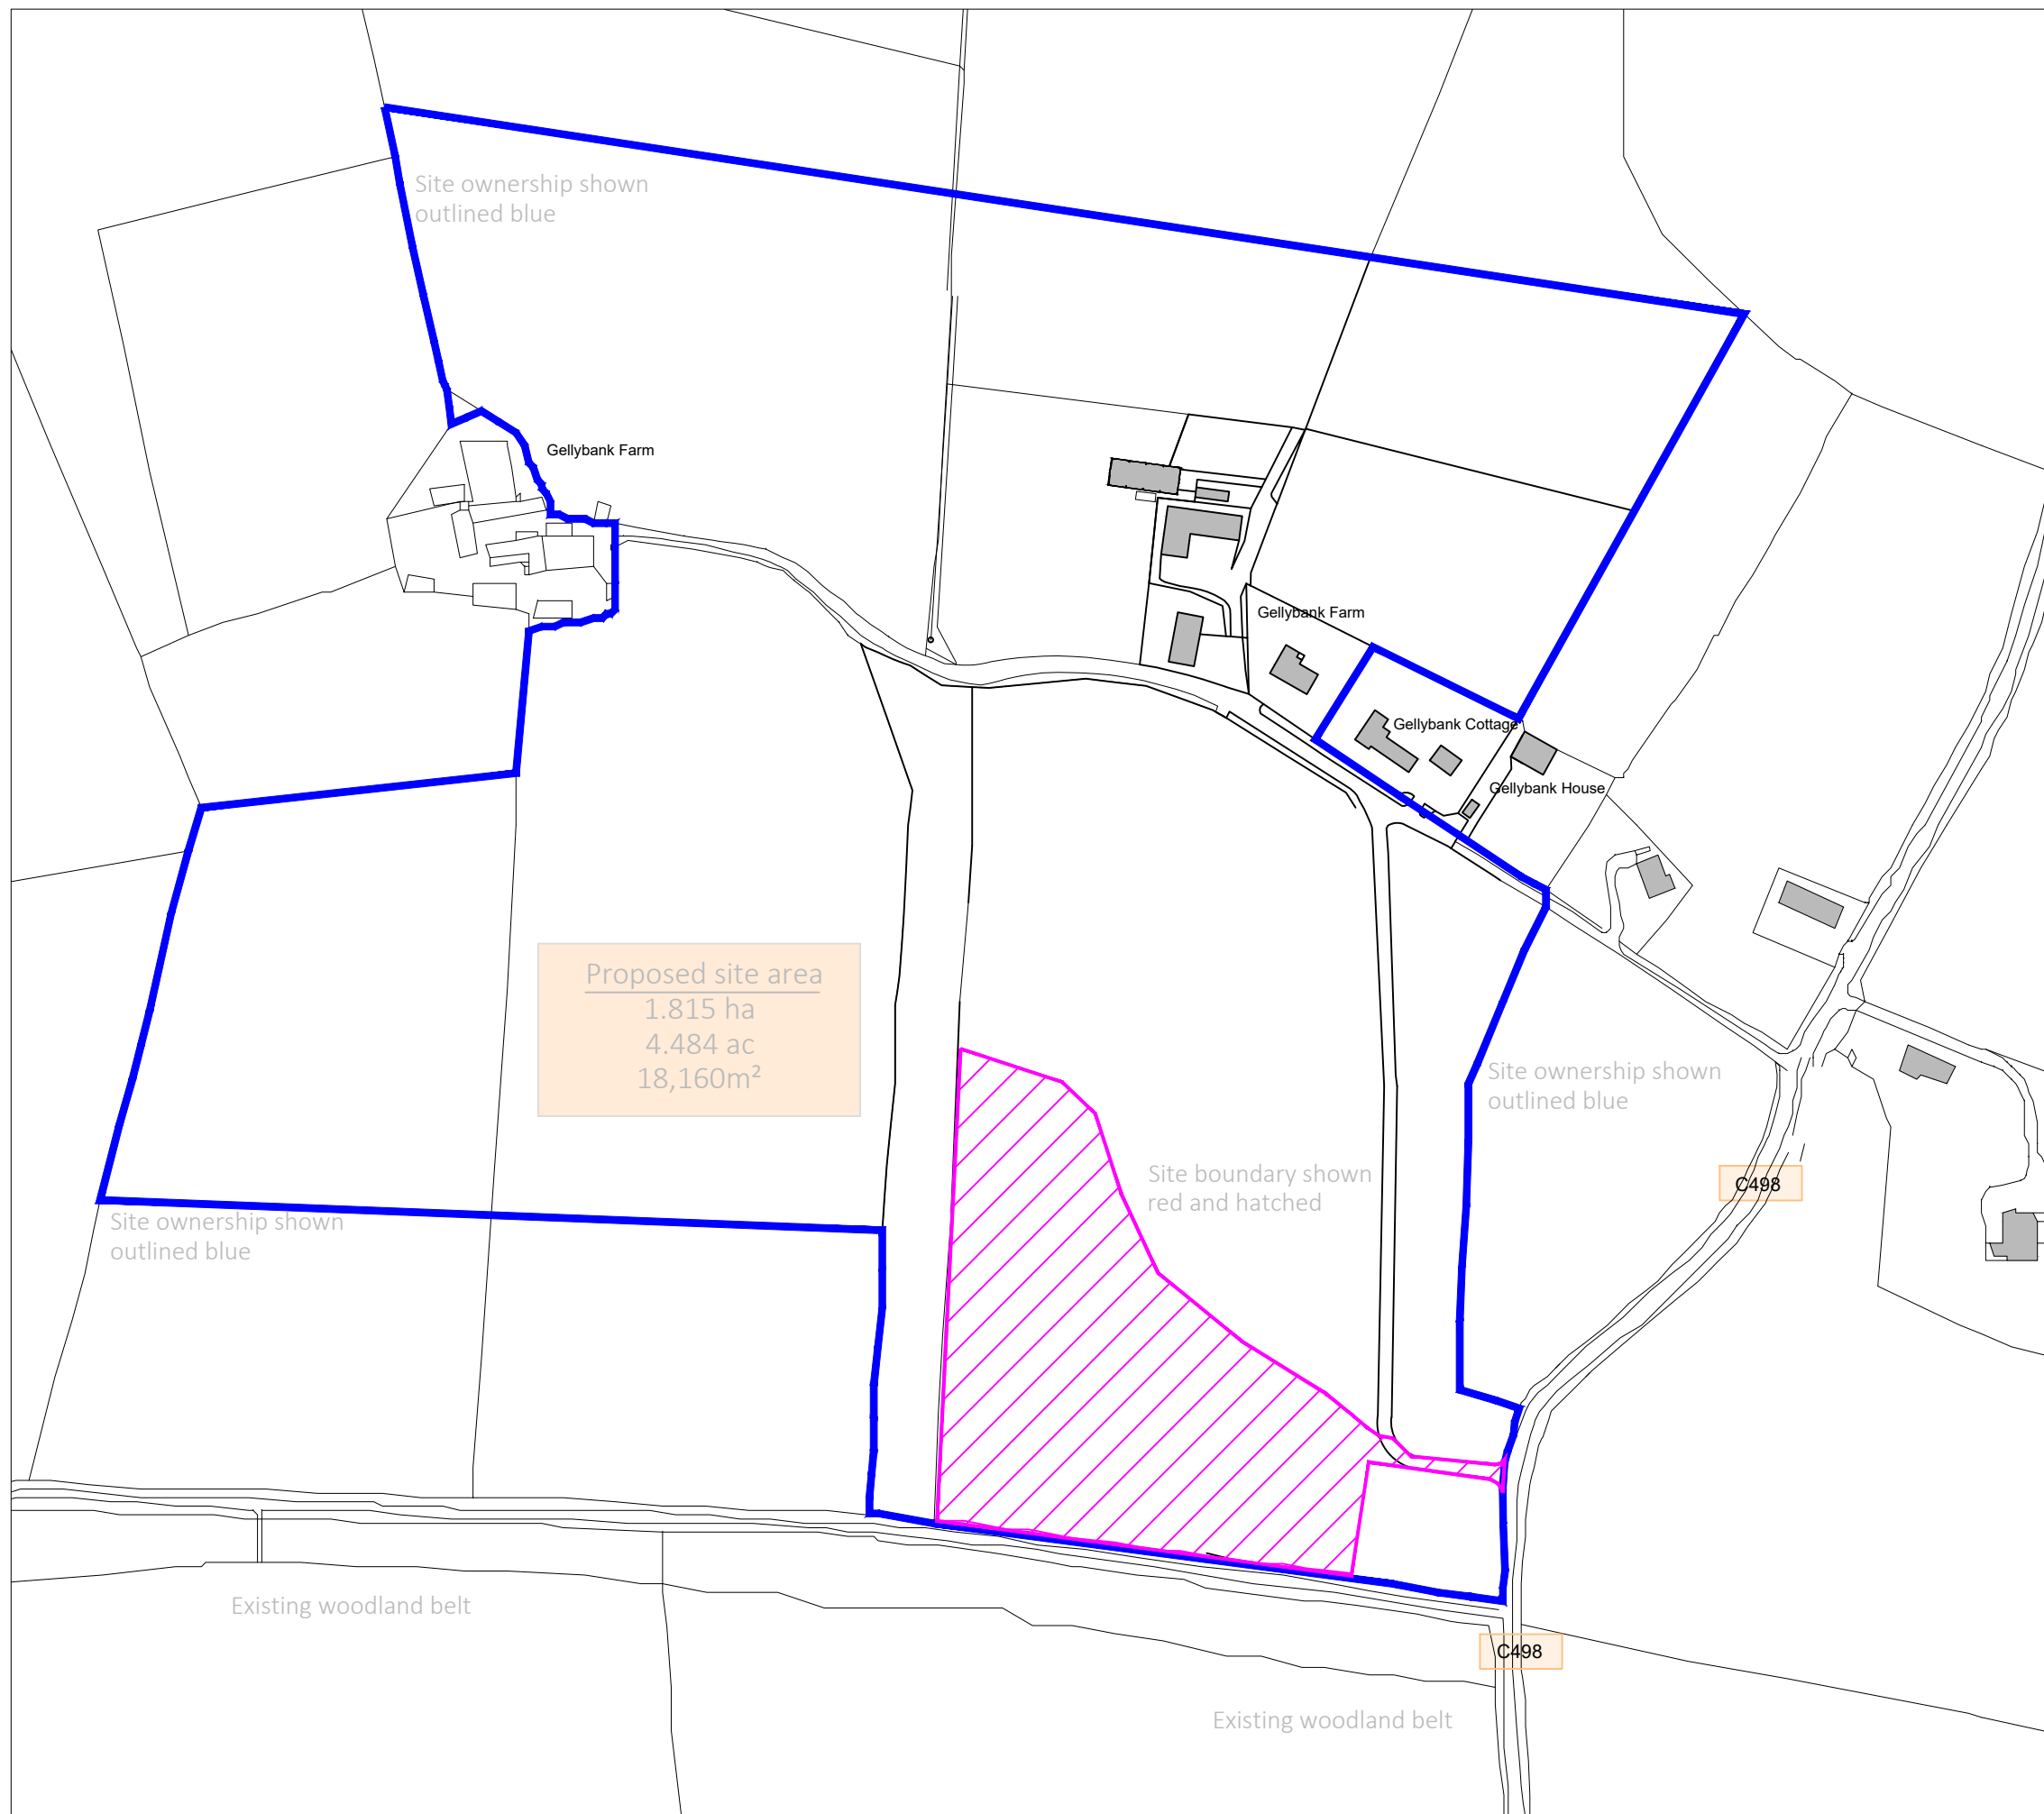 Site ownership shown
outlined blue
Gellybank Farm
Gellybank Farm
Gellybank Cottage
Gellybank House
Proposed site area
1.815 ha
4.484 ac
18,160m²
Site ownership shown
outlined blue
Site boundary shown
red and hatched
C498
Site ownership shown
outlined blue
Existing woodland belt
C498
Existing woodland belt